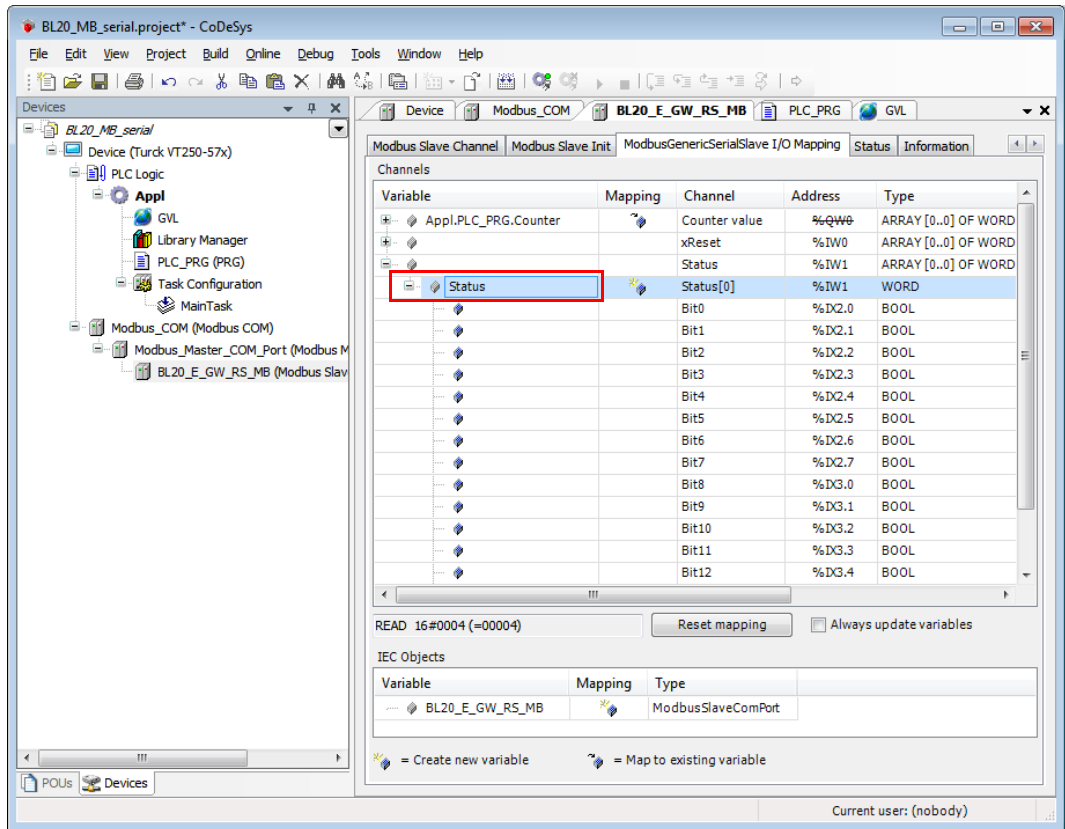 BL20_MB_serial.project* - CoDeSys
File Edit View Project Build Online Debug Tools Window Help
Devices
BL20_MB_serial
Device (Turck VT250-57x)
PLC Logic
Appl
GVL
Library Manager
PLC_PRG (PRG)
Task Configuration
MainTask
Modbus_COM (Modbus COM)
Modbus_Master_COM_Port (Modbus M
BL20_E_GW_RS_MB (Modbus Slav
POUs Devices
Device Modbus_COM BL20_E_GW_RS_MB PLC_PRG GVL
Modbus Slave Channel Modbus Slave Init ModbusGenericSerialSlave I/O Mapping Status Information
Channels
Variable Mapping Channel Address Type
Appl.PLC_PRG.Counter Counter value %QW0 ARRAY [0..0] OF WORD
xReset %IW0 ARRAY [0..0] OF WORD
Status %IW1 ARRAY [0..0] OF WORD
Status Status[0] %IW1 WORD
Bit0 %IX2.0 BOOL
Bit1 %IX2.1 BOOL
Bit2 %IX2.2 BOOL
Bit3 %IX2.3 BOOL
Bit4 %IX2.4 BOOL
Bit5 %IX2.5 BOOL
Bit6 %IX2.6 BOOL
Bit7 %IX2.7 BOOL
Bit8 %IX3.0 BOOL
Bit9 %IX3.1 BOOL
Bit10 %IX3.2 BOOL
Bit11 %IX3.3 BOOL
Bit12 %IX3.4 BOOL
READ 16#0004 (=00004) Reset mapping Always update variables
IEC Objects
Variable Mapping Type
BL20_E_GW_RS_MB ModbusSlaveComPort
= Create new variable = Map to existing variable
Current user: (nobody)